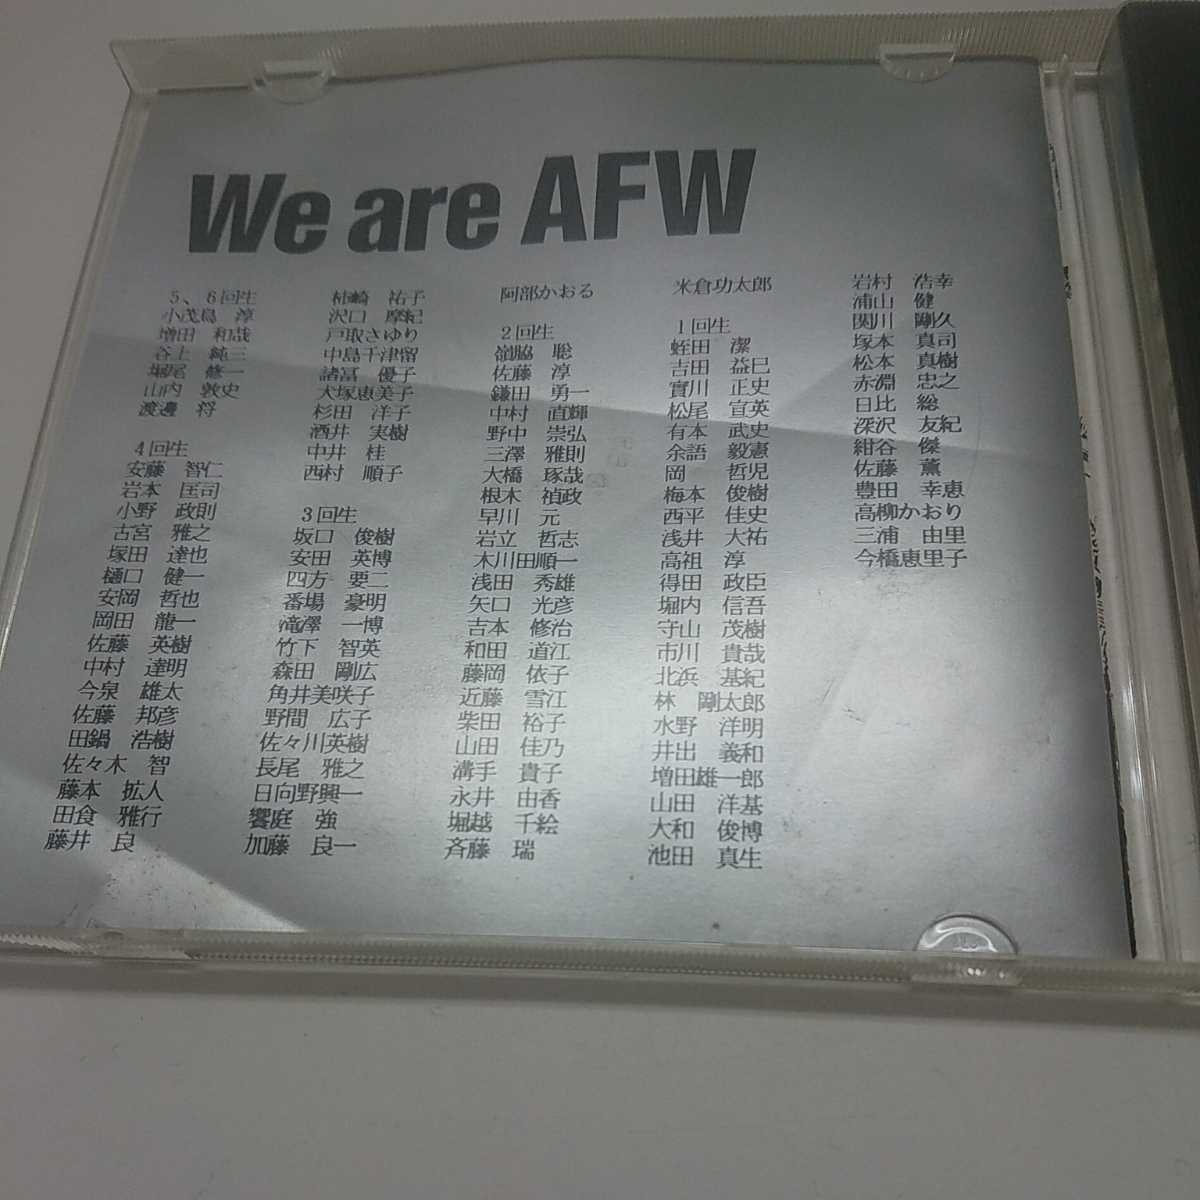 We are AFW
5、6回生
小茂鳥 淳
増田 和哉
谷上 純三
堀尾 修一
山内 敦史
渡邊 将
4回生
安藤 智仁
岩本 匡司
小野 政則
古宮 雅之
塚田 達也
樋口 健一
安岡 哲也
岡田 龍一
佐藤 英樹
中村 達明
今泉 雄太
佐藤 邦彦
田鍋 浩樹
佐々木 智
藤本 拡人
田食 雅行
藤井 良
柿崎 祐子
沢口 摩紀
戸取さゆり
中島千津留
諸冨 優子
犬塚恵美子
杉田 洋子
酒井 実樹
中井 桂
西村 順子
3回生
坂口 俊樹
安田 英博
四方 要二
番場 豪明
滝澤 一博
竹下 智英
森田 剛広
角井美咲子
野間 広子
佐々川英樹
長尾 雅之
日向野興一
饗庭 強
加藤 良一
阿部かおる
2回生
嶺脇 聡
佐藤 淳
鎌田 勇一
中村 直輝
野中 崇弘
三澤 雅則
大橋 琢哉
根木 禎政
早川 元
岩立 哲志
木川田順一
浅田 秀雄
矢口 光彦
吉本 修治
和田 道江
藤岡 依子
近藤 雪江
柴田 裕子
山田 佳乃
溝手 貴子
永井 由香
堀越 千絵
斉藤 瑞
米倉功太郎
1回生
蛭田 潔
吉田 益巳
實川 正史
松尾 宣英
有本 武史
余語 毅憲
岡 哲児
梅本 俊樹
西平 佳史
浅井 大祐
高祖 淳
得田 政臣
堀内 信吾
守山 茂樹
市川 貴哉
北浜 基紀
林 剛太郎
水野 洋明
井出 義和
増田雄一郎
山田 洋基
大和 俊博
池田 真生
岩村 浩幸
浦山 健
関川 剛久
塚本 真司
松本 真樹
赤淵 忠之
日比 総
深沢 友紀
紺谷 傑
佐藤 薫
豊田 幸恵
高柳かおり
三浦 由里
今橋恵里子